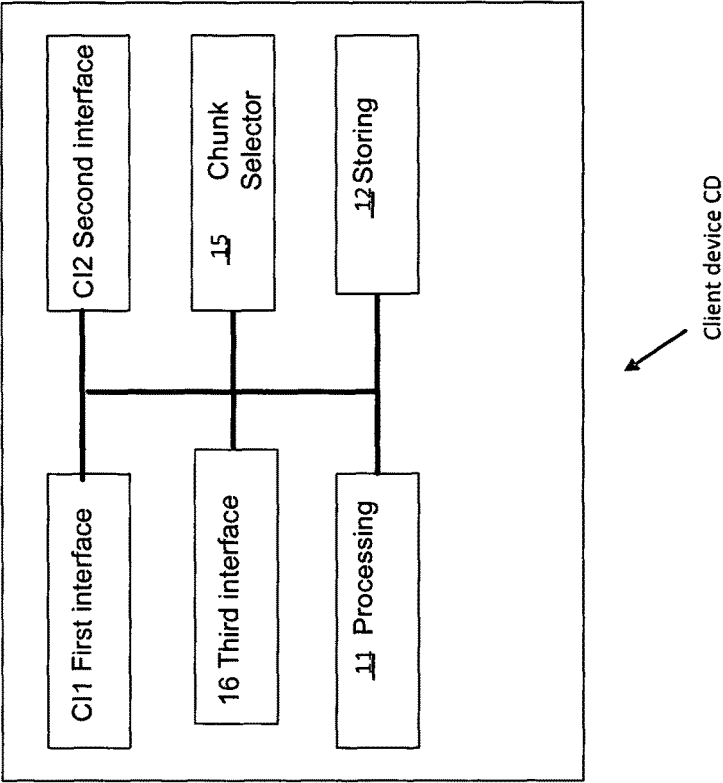 CI1 First interface
CI2 Second interface
16 Third interface
15 Chunk
Selector
11 Processing
12 Storing
Client device CD